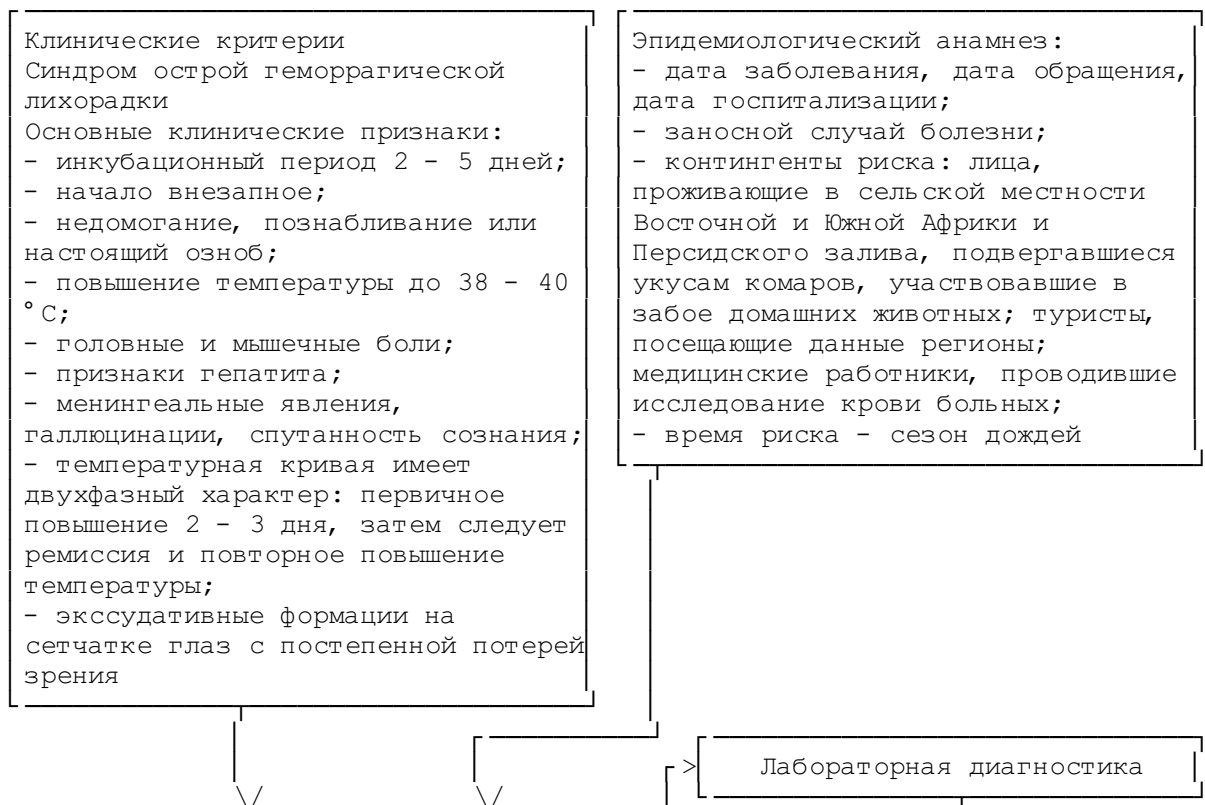 Клинические критерии
Синдром острой геморрагической
лихорадки
Основные клинические признаки:
- инкубационный период 2 - 5 дней;
- начало внезапное;
- недомогание, познабливание или
настоящий озноб;
- повышение температуры до 38 - 40
°C;
- головные и мышечные боли;
- признаки гепатита;
- менингеальные явления,
галлюцинации, спутанность сознания;
- температурная кривая имеет
двухфазный характер: первичное
повышение 2 - 3 дня, затем следует
ремиссия и повторное повышение
температуры;
- экссудативные формации на
сетчатке глаз с постепенной потерей
зрения
Эпидемиологический анамнез:
- дата заболевания, дата обращения,
дата госпитализации;
- заносной случай болезни;
- контингенты риска: лица,
проживающие в сельской местности
Восточной и Южной Африки и
Персидского залива, подвергавшиеся
укусам комаров, участвовавшие в
забое домашних животных; туристы,
посещающие данные регионы;
медицинские работники, проводившие
исследование крови больных;
- время риска - сезон дождей
Лабораторная диагностика